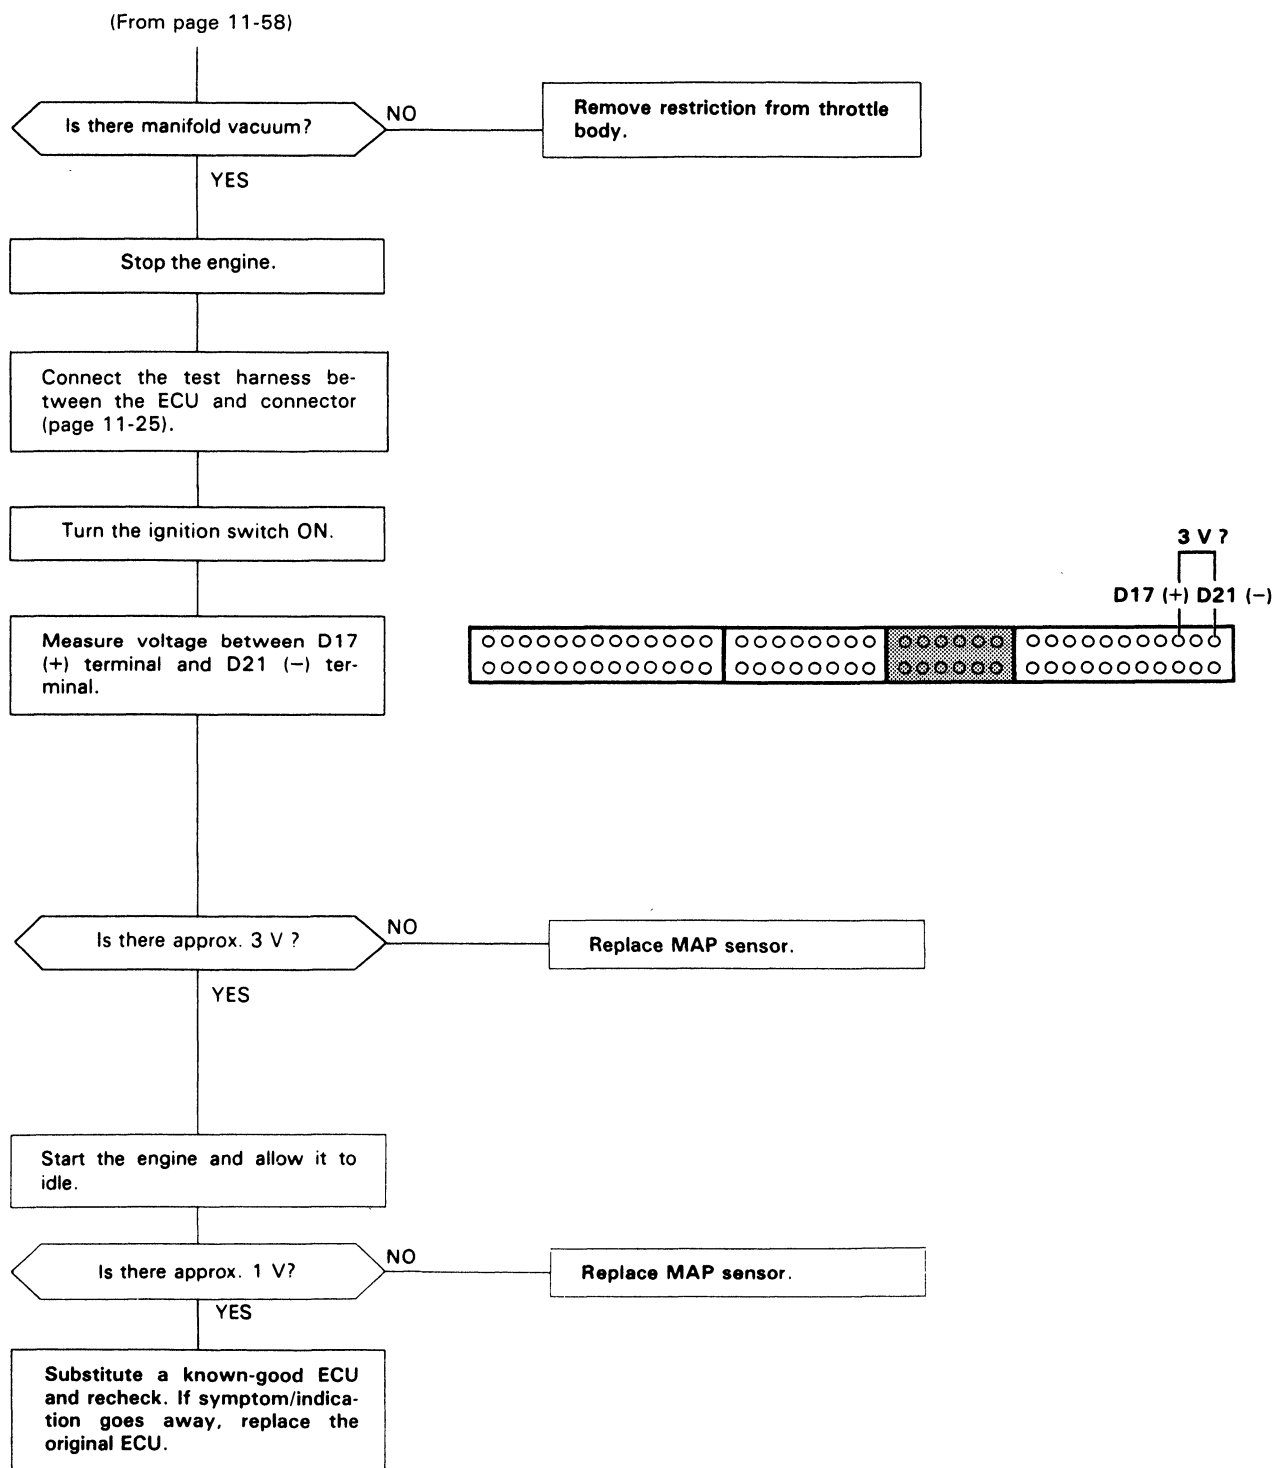 (From page 11-58)
Is there manifold vacuum?
NO
Remove restriction from throttle
body.
YES
Stop the engine.
Connect the test harness be-
tween the ECU and connector
(page 11-25).
Turn the ignition switch ON.
3 V ?
D17 (+) D21 (−)
Measure voltage between D17
(+) terminal and D21 (−) ter-
minal.
Is there approx. 3 V ?
NO
Replace MAP sensor.
YES
Start the engine and allow it to
idle.
Is there approx. 1 V?
NO
Replace MAP sensor.
YES
Substitute a known-good ECU
and recheck. If symptom/indica-
tion goes away, replace the
original ECU.